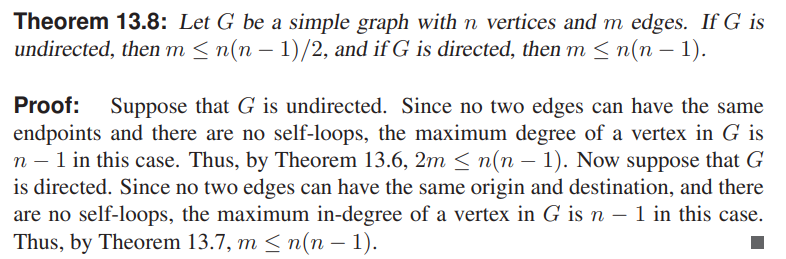 Theorem 13.8: Let G be a simple graph with n vertices and m edges. If G is
undirected, then m ≤ n(n − 1)/2, and if G is directed, then m ≤ n(n − 1).
Proof: Suppose that G is undirected. Since no two edges can have the same
endpoints and there are no self-loops, the maximum degree of a vertex in G is
n − 1 in this case. Thus, by Theorem 13.6, 2m ≤ n(n − 1). Now suppose that G
is directed. Since no two edges can have the same origin and destination, and there
are no self-loops, the maximum in-degree of a vertex in G is n − 1 in this case.
Thus, by Theorem 13.7, m ≤ n(n − 1). ■